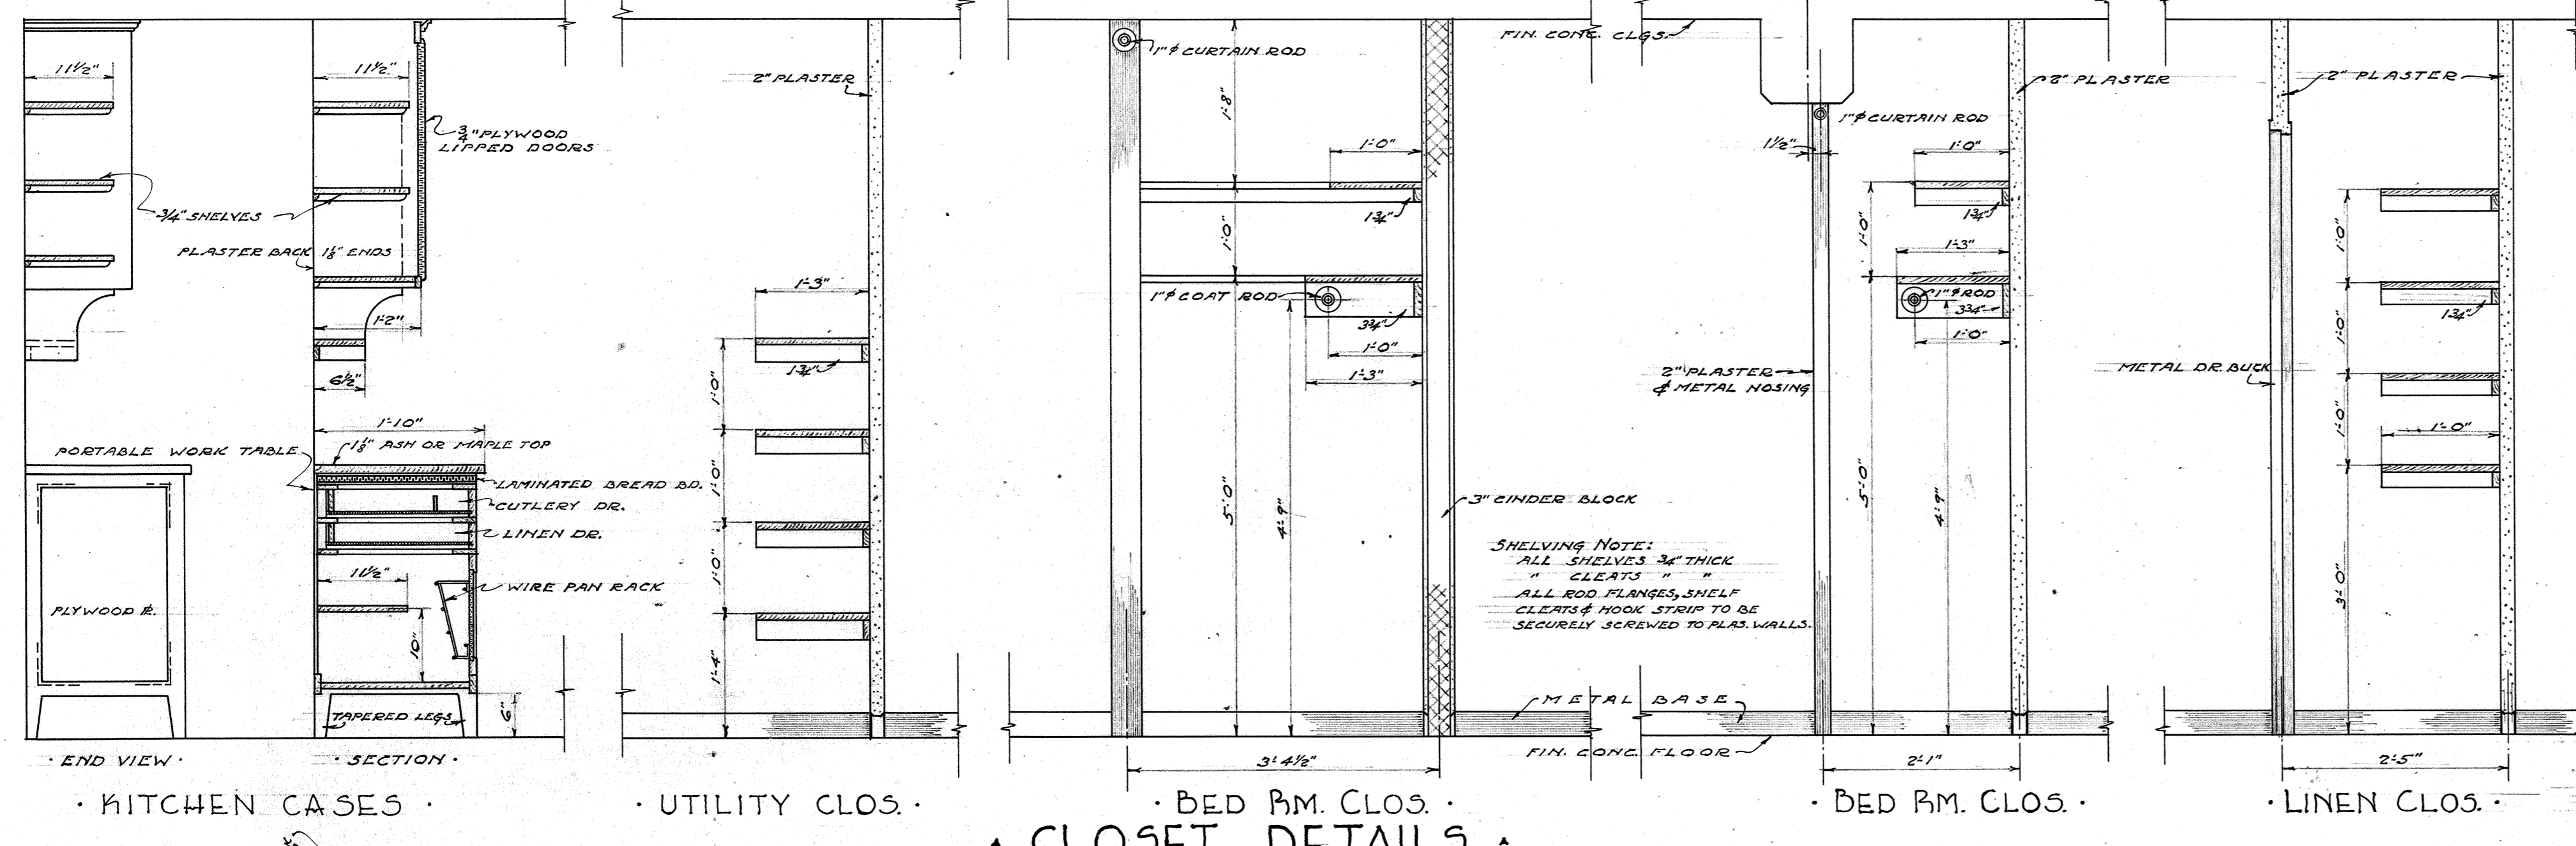 11½"
11½"
¾" PLYWOOD
LIPPED DOORS
¾" SHELVES
PLASTER BACK
1⅛" ENDS
1'-2"
6½"
1'-10"
PORTABLE WORK TABLE
1⅛" ASH OR MAPLE TOP
LAMINATED BREAD BD.
CUTLERY DR.
LINEN DR.
11½"
WIRE PAN RACK
PLYWOOD
10"
TAPERED LEGS
6"
· END VIEW ·
· SECTION ·
· KITCHEN CASES ·
2" PLASTER
1'-3"
1¾"
1'-0"
1'-0"
1'-0"
1'-4"
· UTILITY CLOS. ·
1" ϕ CURTAIN ROD
1'-8"
1'-0"
1¾"
1'-0"
1" ϕ COAT ROD
3¾"
1'-0"
1'-3"
5'-0"
4'-9"
3" CINDER BLOCK
3'-4½"
· BED RM. CLOS. ·
SHELVING NOTE:
ALL SHELVES ¾" THICK
" CLEATS " "
ALL ROD FLANGES, SHELF
CLEATS & HOOK STRIP TO BE
SECURELY SCREWED TO PLAS. WALLS.
METAL BASE
FIN. CONC. FLOOR
FIN. CONC. CLGS.
2" PLASTER
1" ϕ CURTAIN ROD
1½"
1'-0"
1¾"
1'-0"
1'-3"
1" ϕ ROD
3¾"
1'-0"
2" PLASTER
& METAL NOSING
5'-0"
4'-9"
2'-1"
· BED RM. CLOS. ·
2" PLASTER
1'-0"
1¾"
1'-0"
METAL DR. BUCK
1'-0"
1'-0"
3'-0"
2'-5"
· LINEN CLOS. ·
· CLOSET DETAILS ·